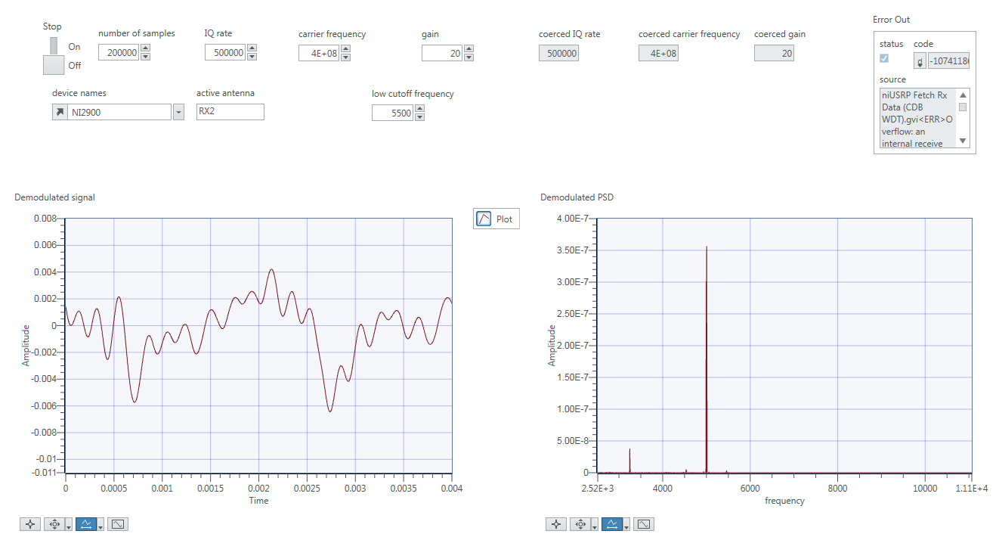 Stop
On
Off
number of samples
200000
IQ rate
500000
carrier frequency
4E+08
gain
20
coerced IQ rate
500000
coerced carrier frequency
4E+08
coerced gain
20
Error Out
status
code
d
-10741180
source
niUSRP Fetch Rx
Data (CDB
WDT).gvi<ERR>O
verflow: an
internal receive
device names
NI2900
active antenna
RX2
low cutoff frequency
5500
Demodulated signal
Plot
0.008
0.006
0.004
0.002
0
-0.002
-0.004
-0.006
-0.008
-0.01
-0.011
Amplitude
0 0.0005 0.001 0.0015 0.002 0.0025 0.003 0.0035 0.004
Time
Demodulated PSD
4.00E-7
3.50E-7
3.00E-7
2.50E-7
2.00E-7
1.50E-7
1.00E-7
5.00E-8
0
Amplitude
2.52E+3 4000 6000 8000 10000 1.11E+4
frequency